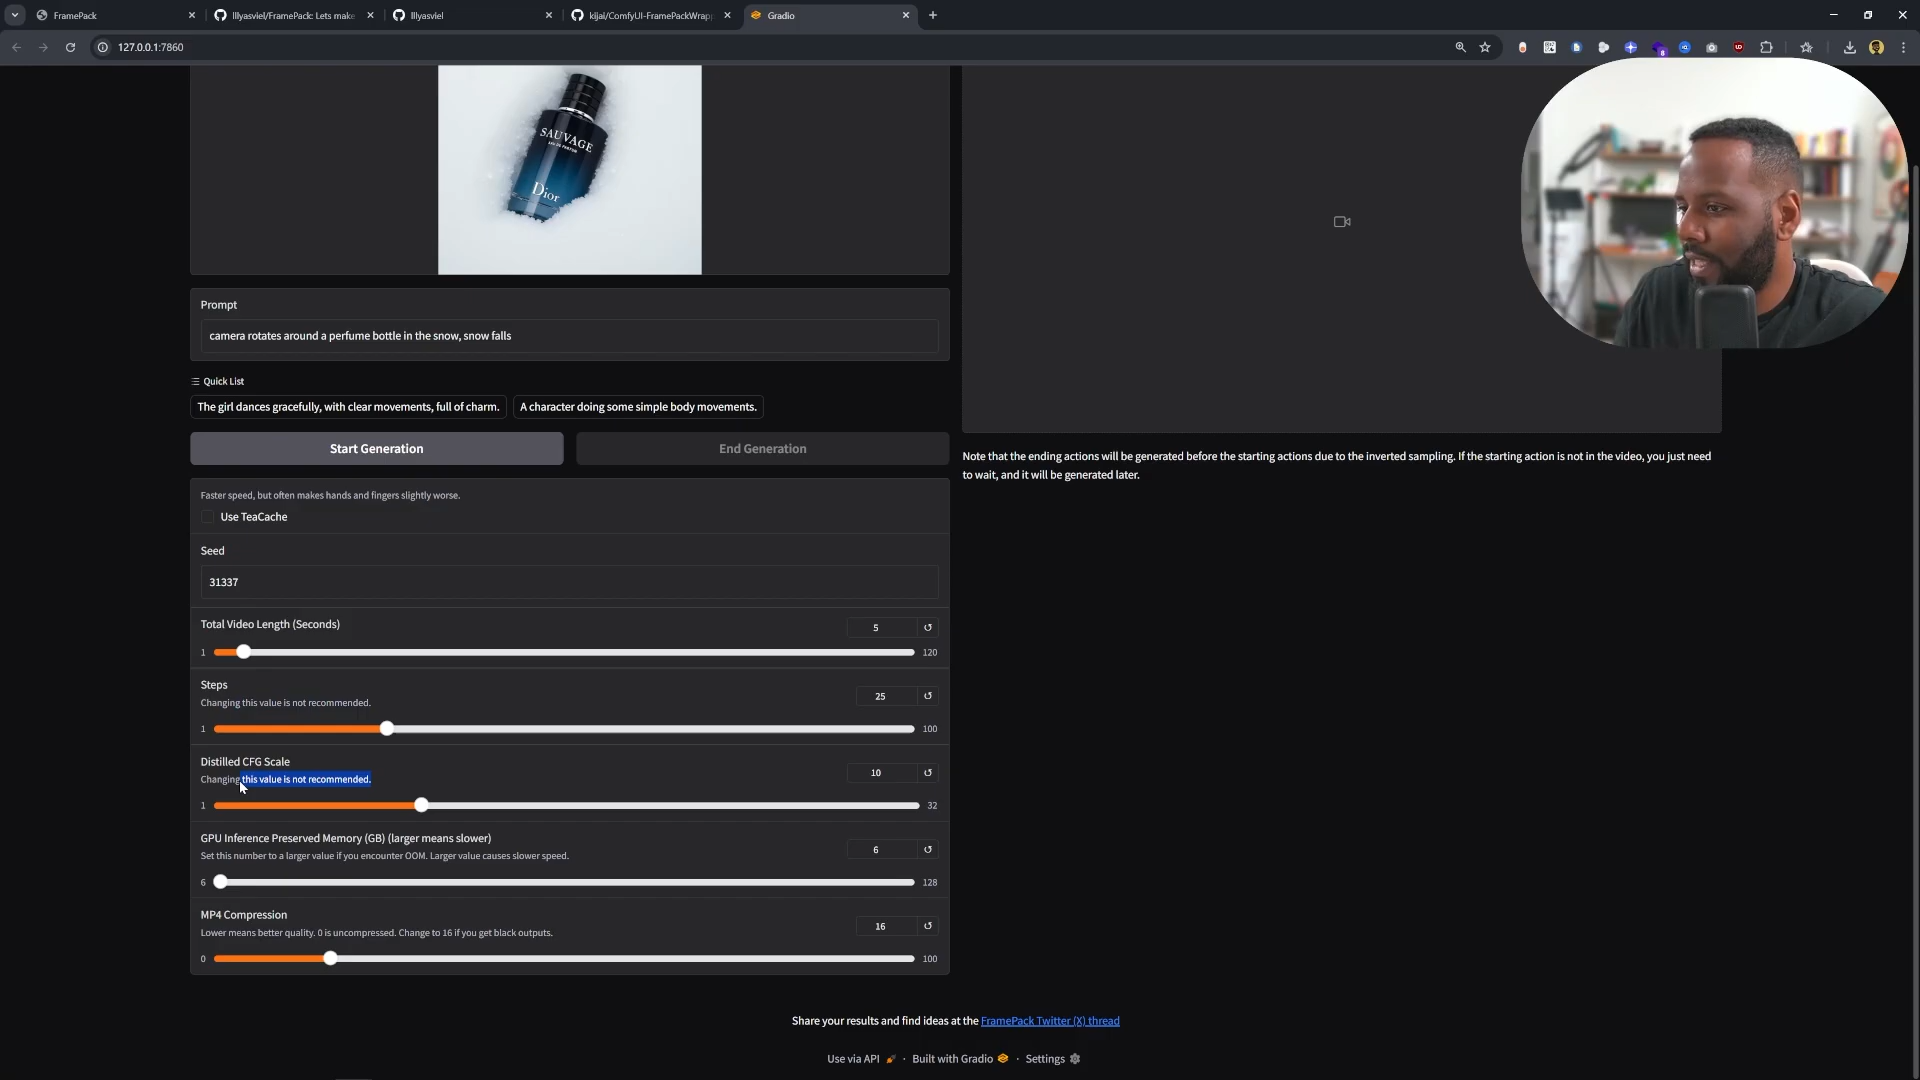 FramePack
lllyasviel/FramePack: Lets make
lllyasviel
kijai/ComfyUI-FramePackWrapp
Gradio
127.0.0.1:7860
SAUVAGE
EAU DE PARFUM
Dior
Prompt
camera rotates around a perfume bottle in the snow, snow falls
Quick List
The girl dances gracefully, with clear movements, full of charm.
A character doing some simple body movements.
Start Generation
End Generation
Note that the ending actions will be generated before the starting actions due to the inverted sampling. If the starting action is not in the video, you just need
to wait, and it will be generated later.
Faster speed, but often makes hands and fingers slightly worse.
Use TeaCache
Seed
31337
Total Video Length (Seconds)
5
1
120
Steps
Changing this value is not recommended.
25
1
100
Distilled CFG Scale
Changing this value is not recommended.
10
1
32
GPU Inference Preserved Memory (GB) (larger means slower)
Set this number to a larger value if you encounter OOM. Larger value causes slower speed.
6
6
128
MP4 Compression
Lower means better quality. 0 is uncompressed. Change to 16 if you get black outputs.
16
0
100
Share your results and find ideas at the FramePack Twitter (X) thread
Use via API · Built with Gradio · Settings